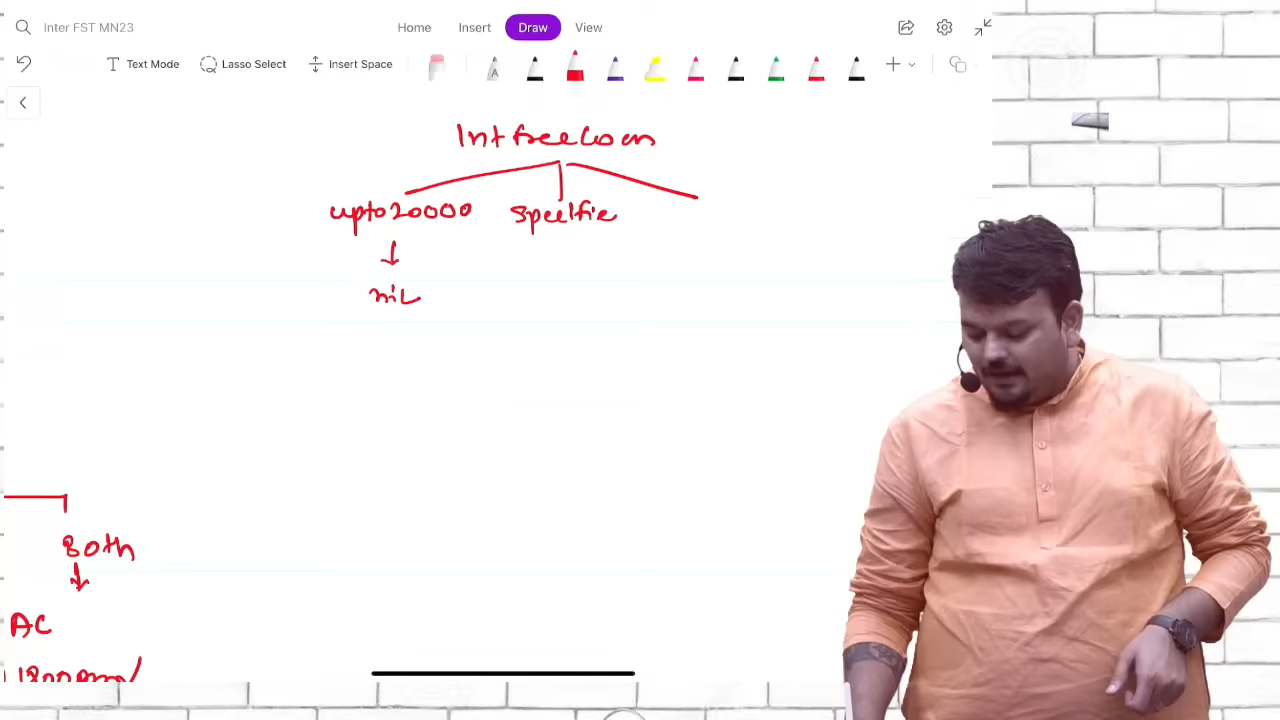 Inter FST MN23
Home Insert Draw View
Text Mode Lasso Select Insert Space
Int free Loan
upto 20000 Specific
nil
Both
AC
1800pm/